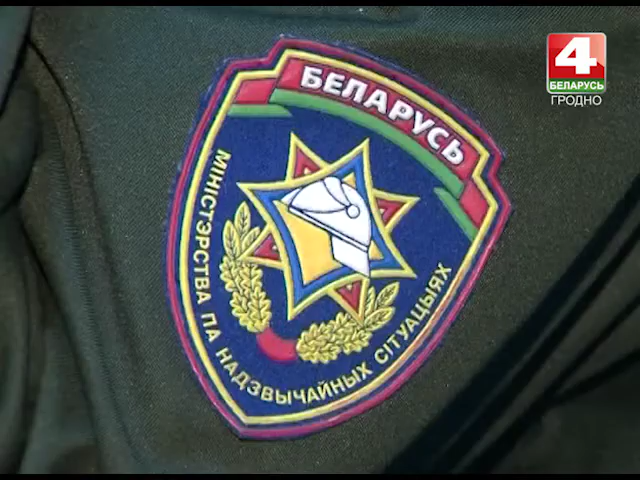 4
БЕЛАРУСЬ
ГРОДНО
БЕЛАРУСЬ
МІНІСТЭРСТВА ПА НАДЗВЫЧАЙНЫХ СІТУАЦЫЯХ